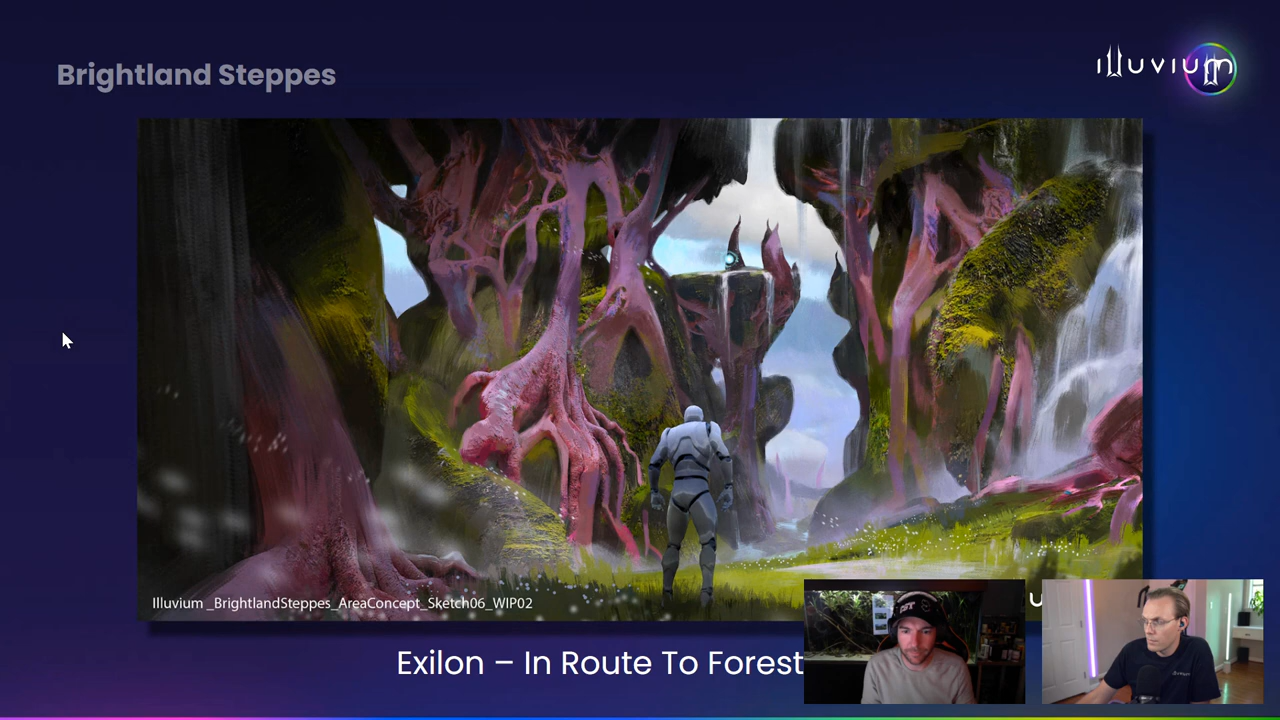 Brightland Steppes
illuvium
Illuvium _BrightlandSteppes_AreaConcept_Sketch06_WIP02
Exilon – In Route To Forest